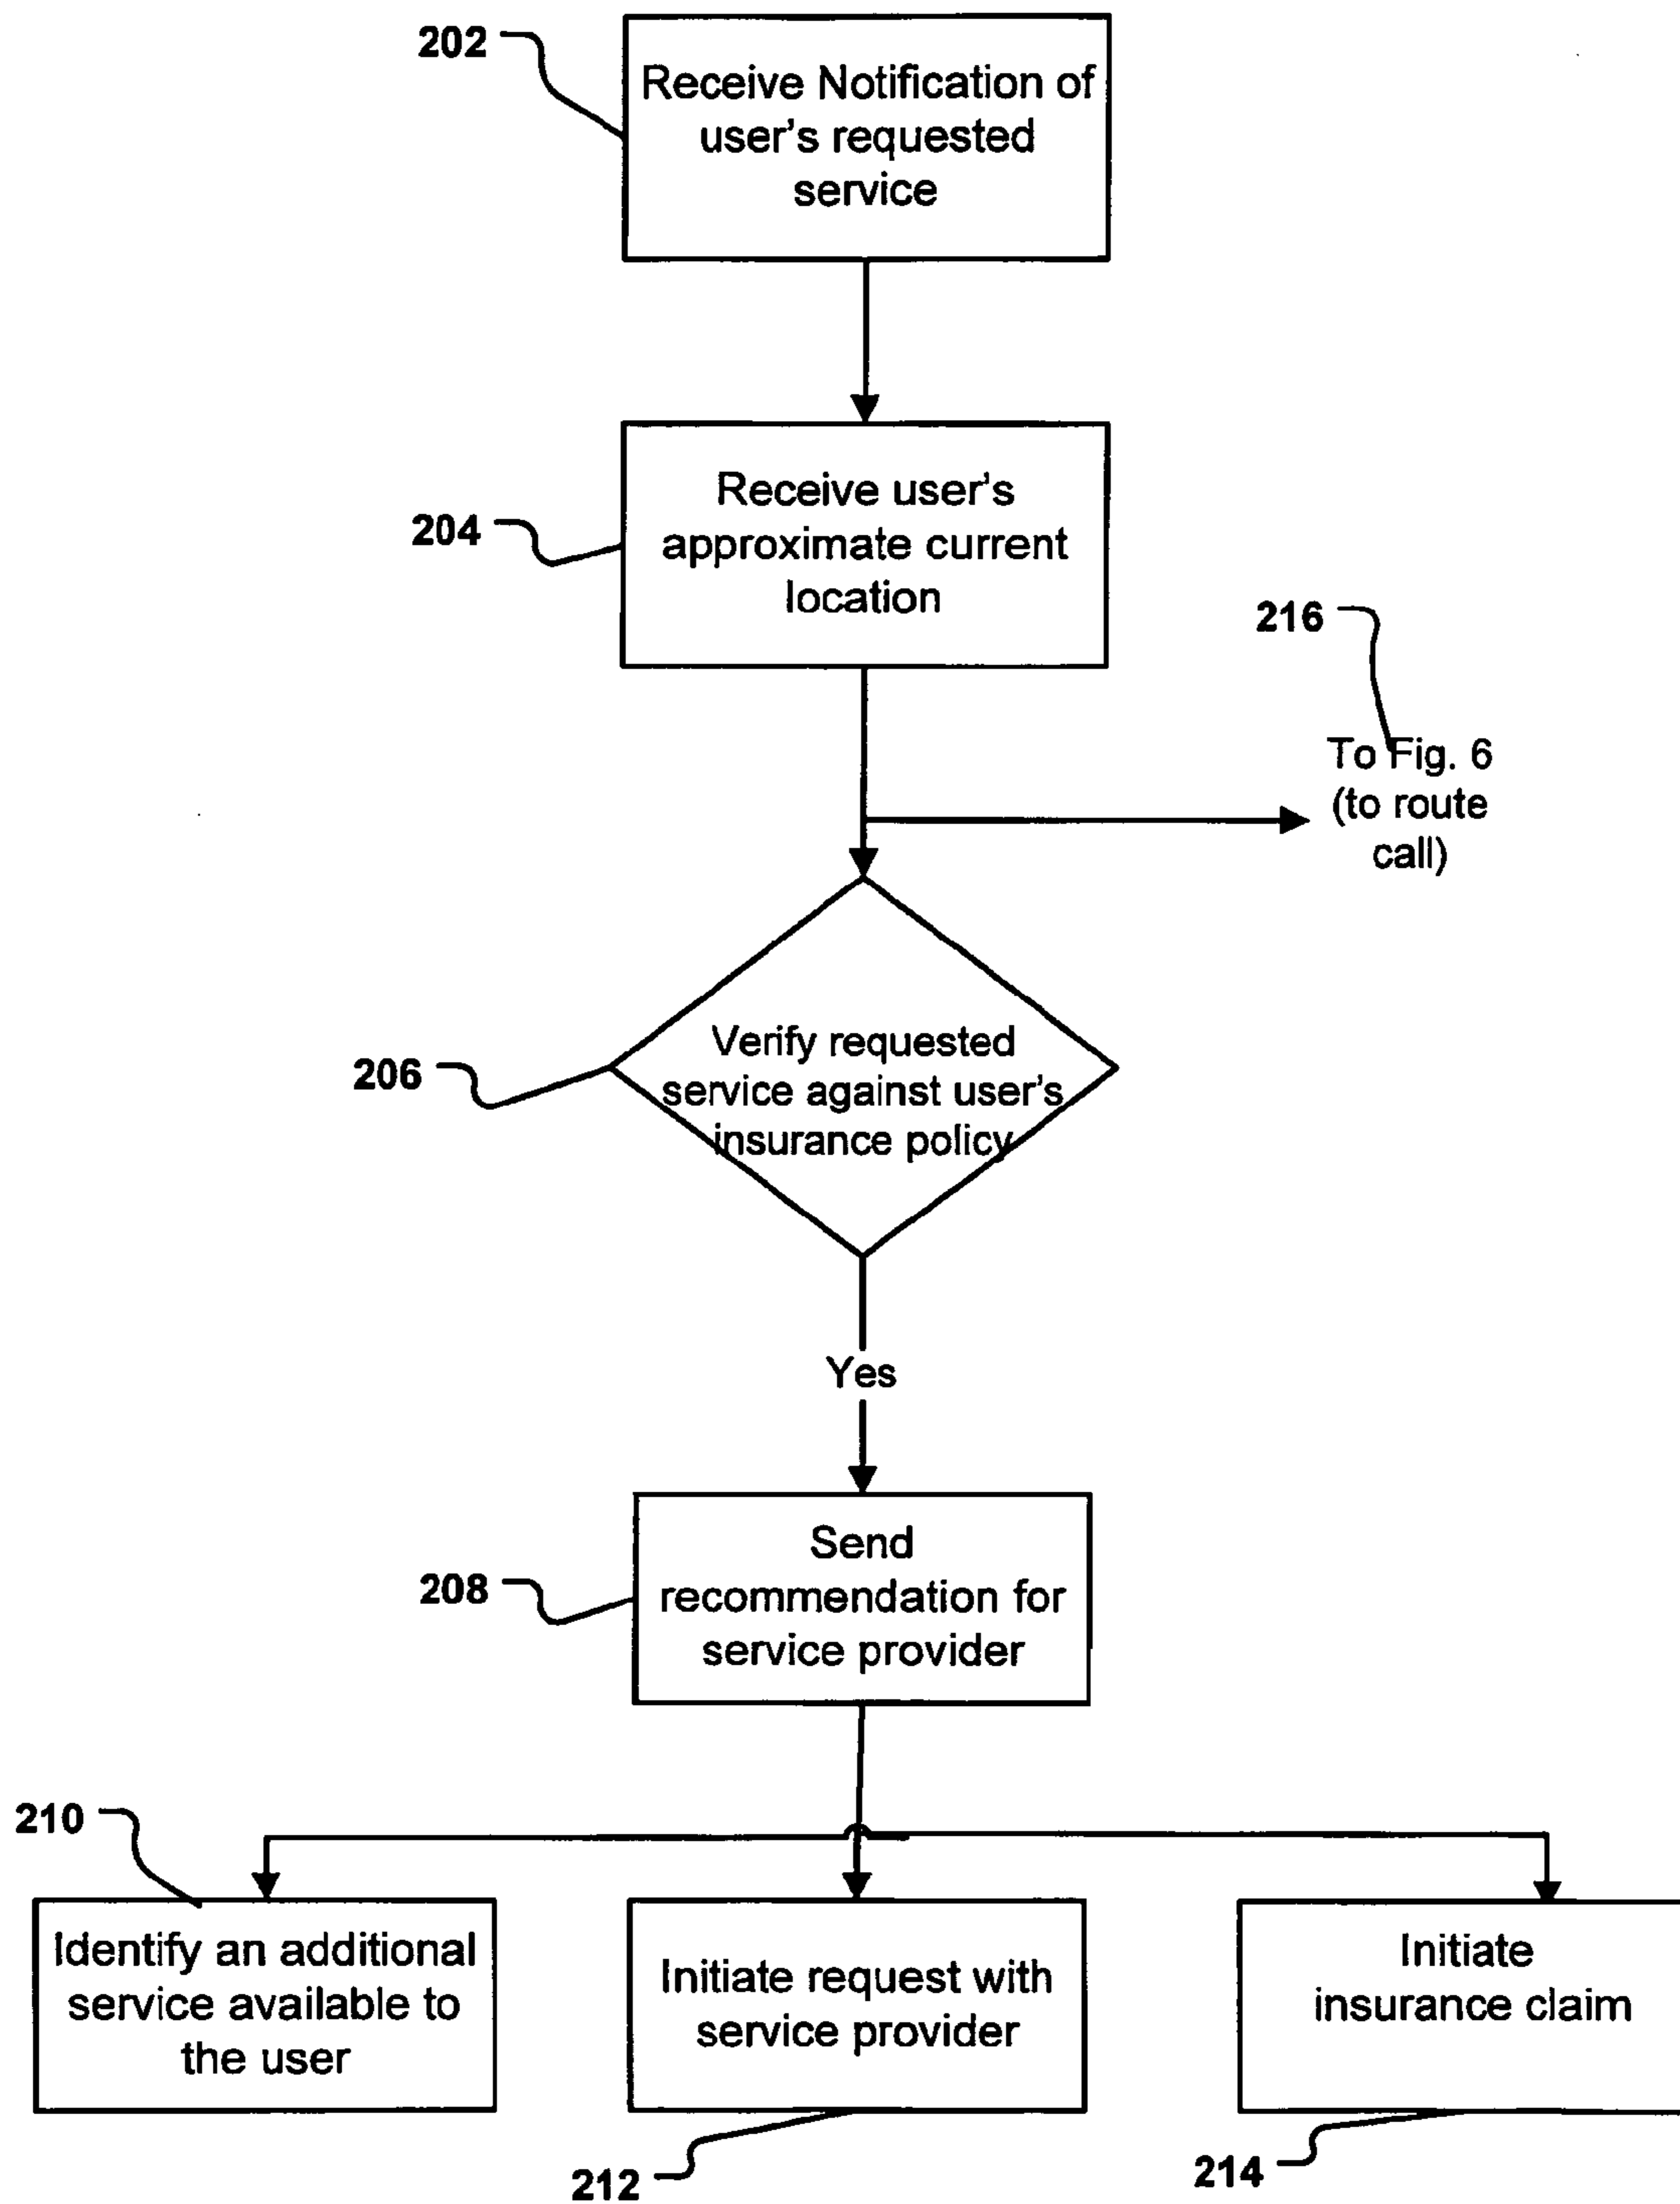 202
Receive Notification of
user's requested
service
204
Receive user's
approximate current
location
216
To Fig. 6
(to route
call)
206
Verify requested
service against user's
insurance policy
Yes
208
Send
recommendation for
service provider
210
Identify an additional
service available to
the user
Initiate request with
service provider
Initiate
insurance claim
212
214